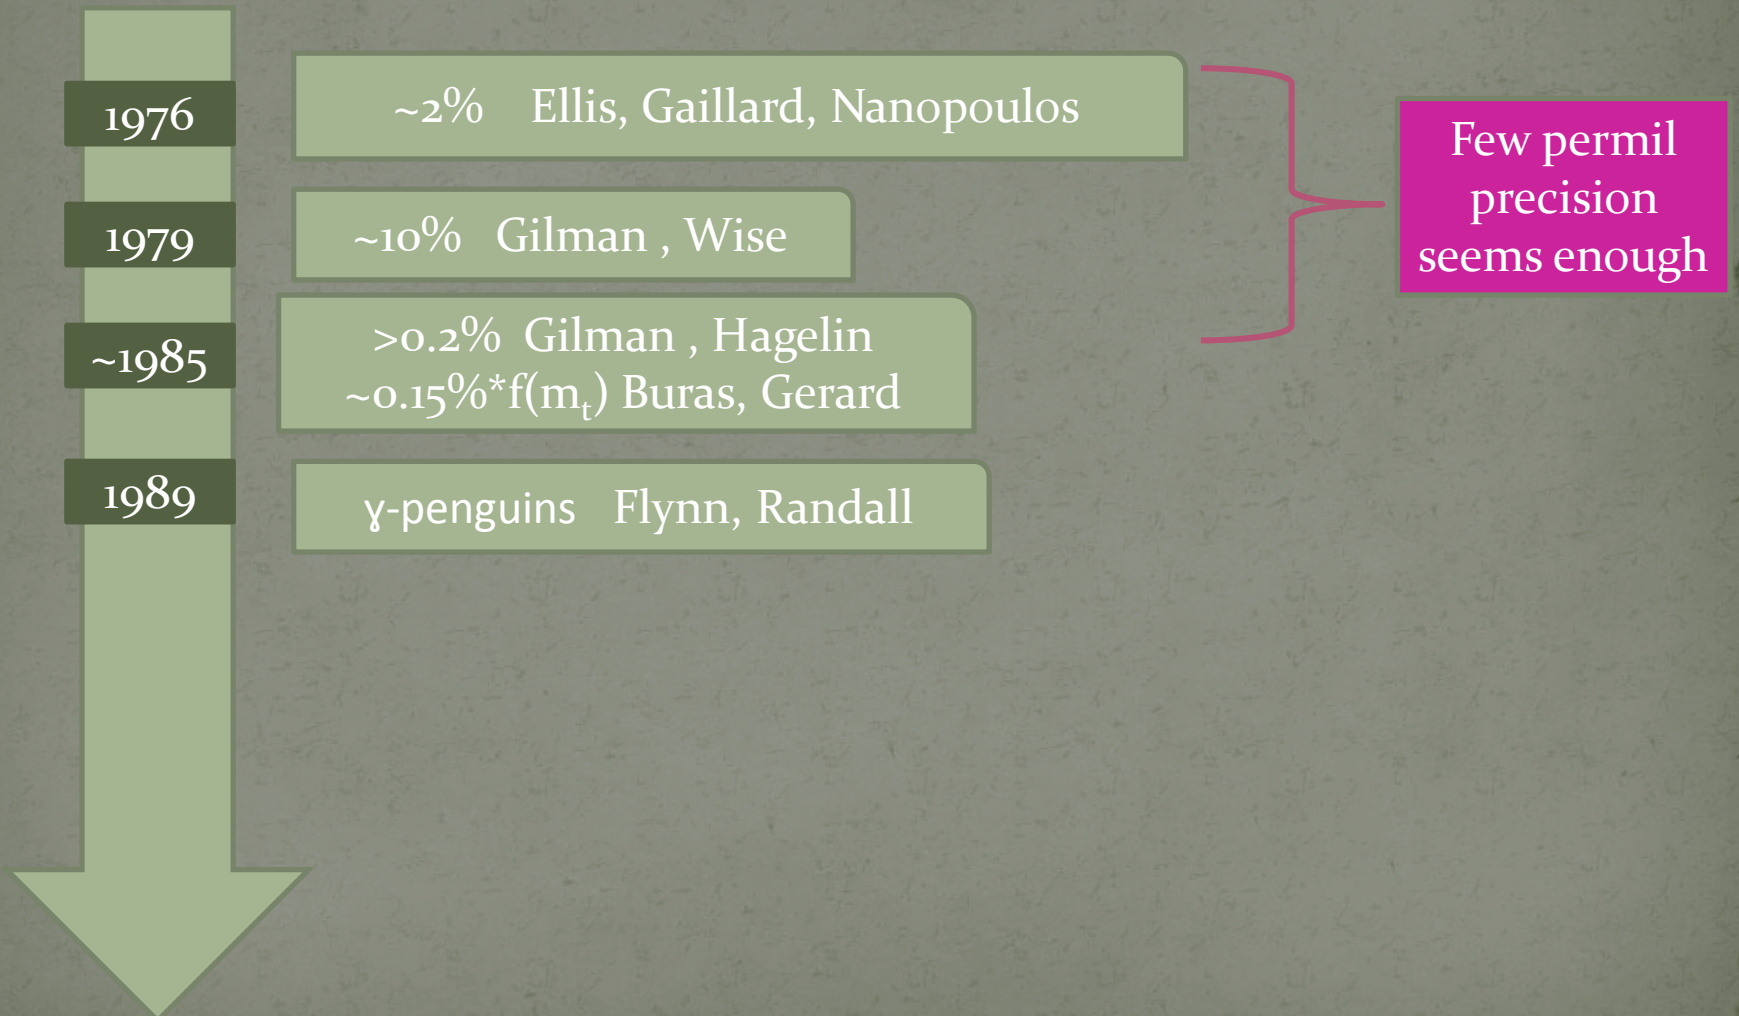 1976
~2% Ellis, Gaillard, Nanopoulos
1979
~10% Gilman , Wise
~1985
>0.2% Gilman , Hagelin
~0.15%*f(mt) Buras, Gerard
1989
γ-penguins Flynn, Randall
Few permil
precision
seems enough